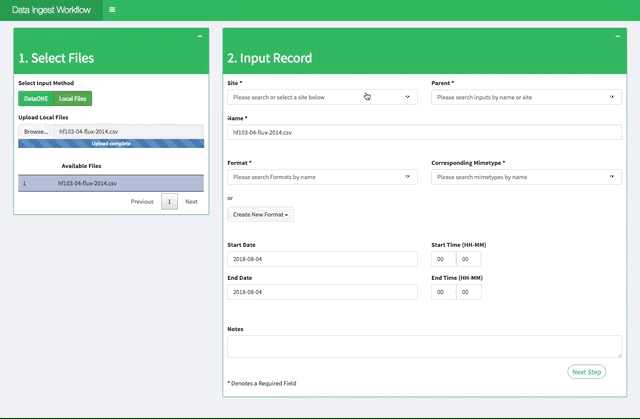 Data Ingest Workflow
1. Select Files
Select Input Method
DataONE Local Files
Upload Local Files
Browse... hf103-04-flux-2014.csv
Upload complete
Available Files
1 hf103-04-flux-2014.csv
Previous 1 Next
2. Input Record
Site * Parent *
Please search or select a site below Please search inputs by name or site
Name *
hf103-04-flux-2014.csv
Format * Corresponding Mimetype *
Please search Formats by name Please search mimetypes by name
or
Create New Format
Start Date Start Time (HH-MM)
2018-08-04 00 00
End Date End Time (HH-MM)
2018-08-04 00 00
Notes
Next Step
* Denotes a Required Field